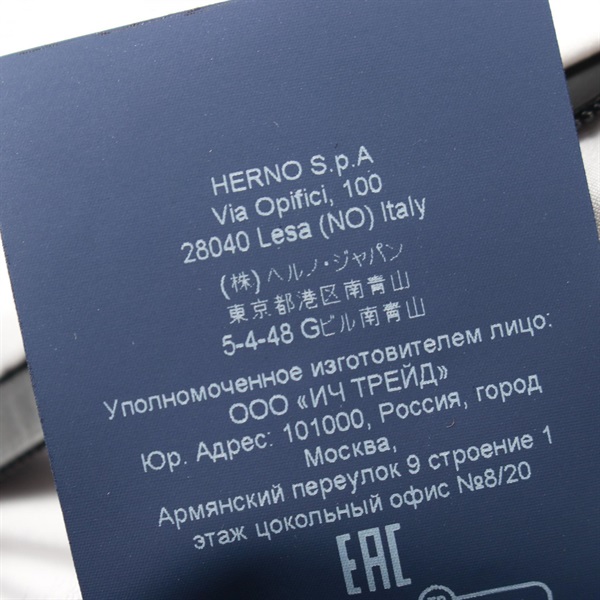 HERNO S.p.A
Via Opifici, 100
28040 Lesa (NO) Italy
(株)ヘルノ・ジャパン
東京都港区南青山
5-4-48 Gビル南青山
Уполномоченное изготовителем лицо:
ООО «ИЧ ТРЕЙД»
Юр. Адрес: 101000, Россия, город
Москва,
Армянский переулок 9 строение 1
этаж цокольный офис №8/20
EAC